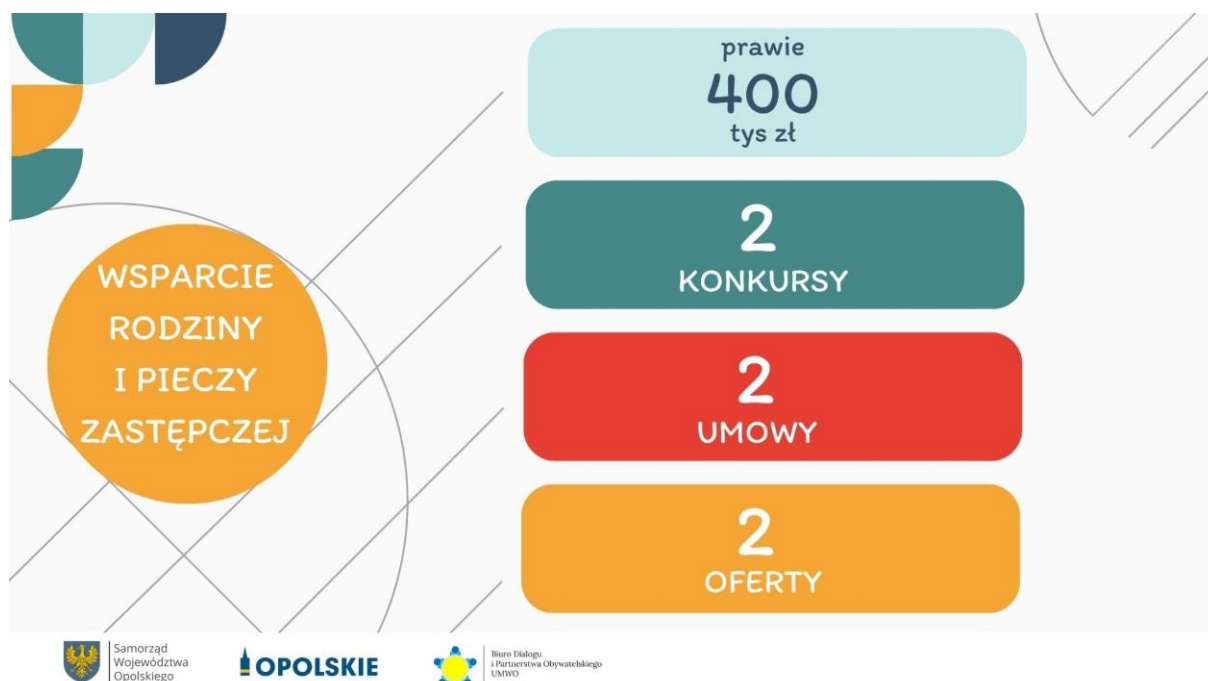 WSPARCIE
RODZINY
I PIECZY
ZASTĘPCZEJ
prawie
400
tys zł
2
KONKURSY
2
UMOWY
2
OFERTY
Samorząd
Województwa
Opolskiego
OPOLSKIE
Biuro Dialogu
i Partnerstwa Obywatelskiego
UMWO